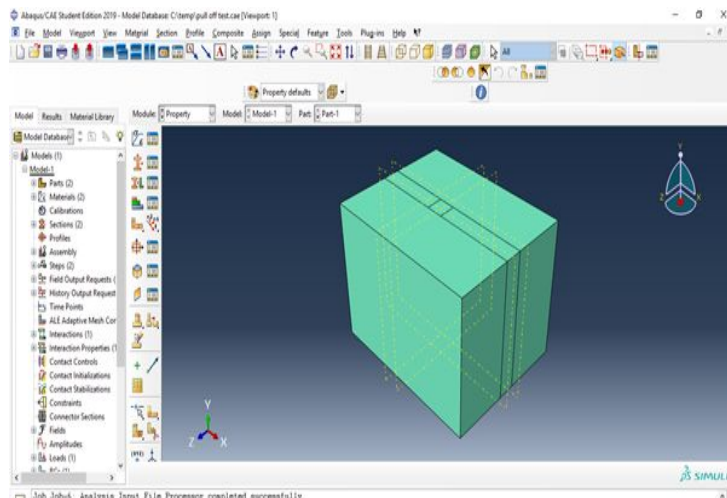 Abaqus/CAE Student Edition 2019 - Model Database: C:\temp\pull off test.cae [Viewport: 1]
File Model Viewport View Material Section Profile Composite Assign Special Feature Tools Plug-ins Help
All
Property defaults
Model Results Material Library Module: Property Model: Model-1 Part: Part-1
Model Database
Models (1)
Model-1
Parts (2)
Materials (2)
Calibrations
Sections (2)
Profiles
Assembly
Steps (2)
Field Output Requests (
History Output Request
Time Points
ALE Adaptive Mesh Con
Interactions (1)
Interaction Properties (1
Contact Controls
Contact Initializations
Contact Stabilizations
Constraints
Connector Sections
Fields
Amplitudes
Loads (1)
BCs (1)
Y
Z X
Y
Z X
SIMULI
Job Job-6: Analysis Input File Processor completed successfully.